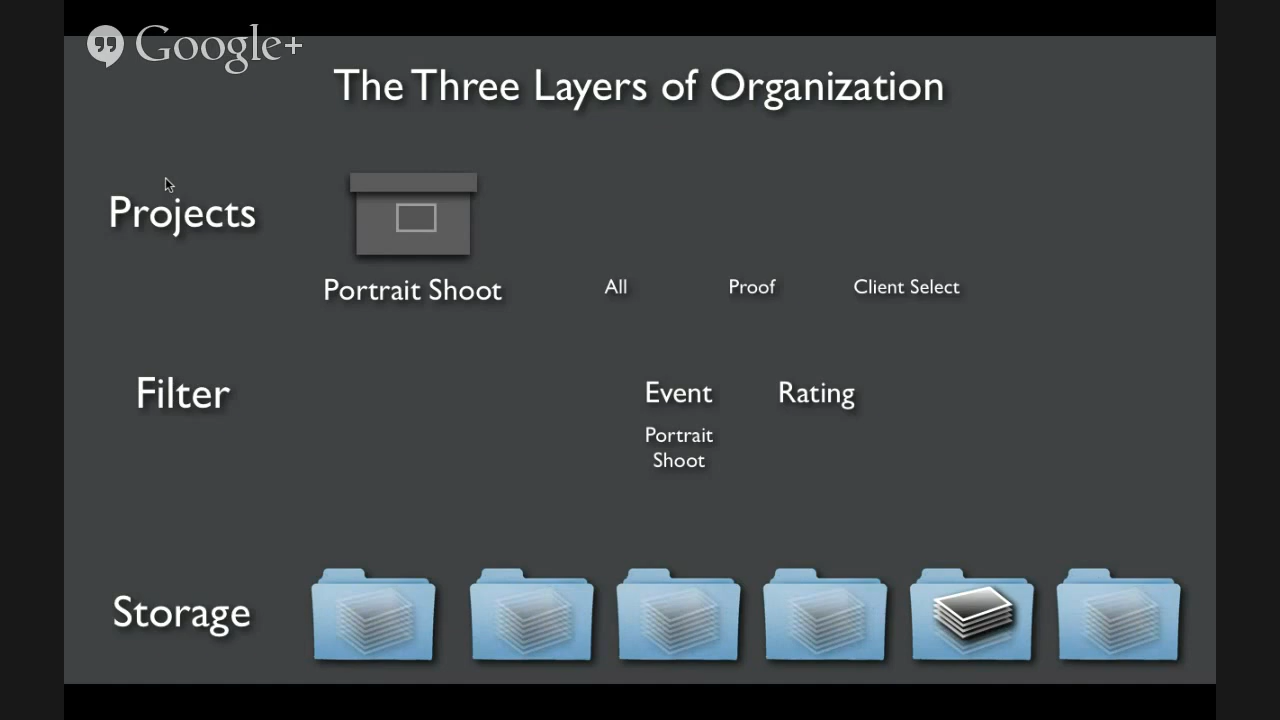 Google+
The Three Layers of Organization
Projects
Portrait Shoot
All
Proof
Client Select
Filter
Event
Rating
Portrait
Shoot
Storage